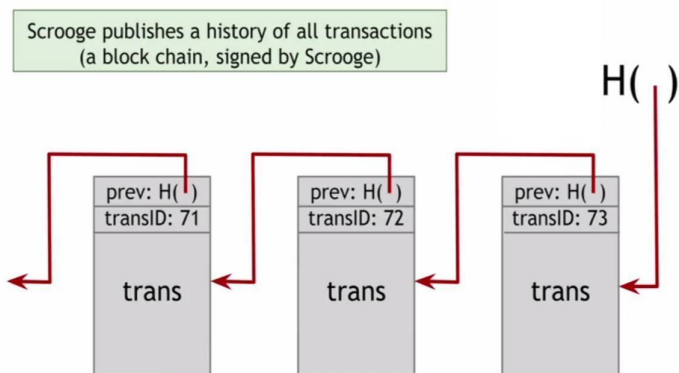 Scrooge publishes a history of all transactions
(a block chain, signed by Scrooge)
H( )
prev: H( )
transID: 71
trans
prev: H( )
transID: 72
trans
prev: H( )
transID: 73
trans